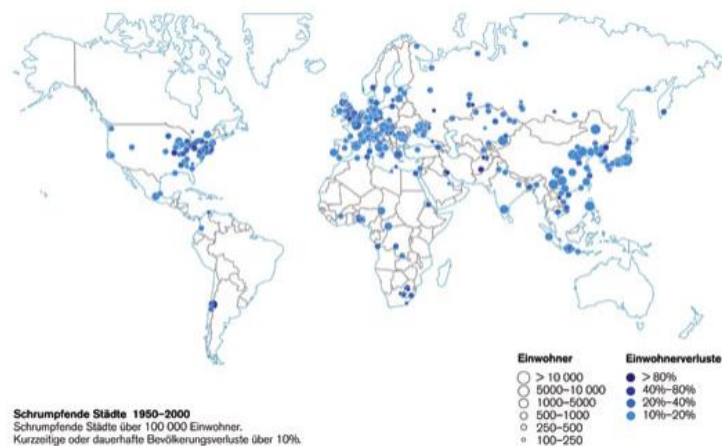 Einwohner
> 10 000
5000–10 000
1000–5000
500–1000
250–500
100–250
Einwohnerverluste
> 80%
40%–80%
20%–40%
10%–20%
Schrumpfende Städte 1950–2000
Schrumpfende Städte über 100 000 Einwohner.
Kurzzeitige oder dauerhafte Bevölkerungsverluste über 10%.